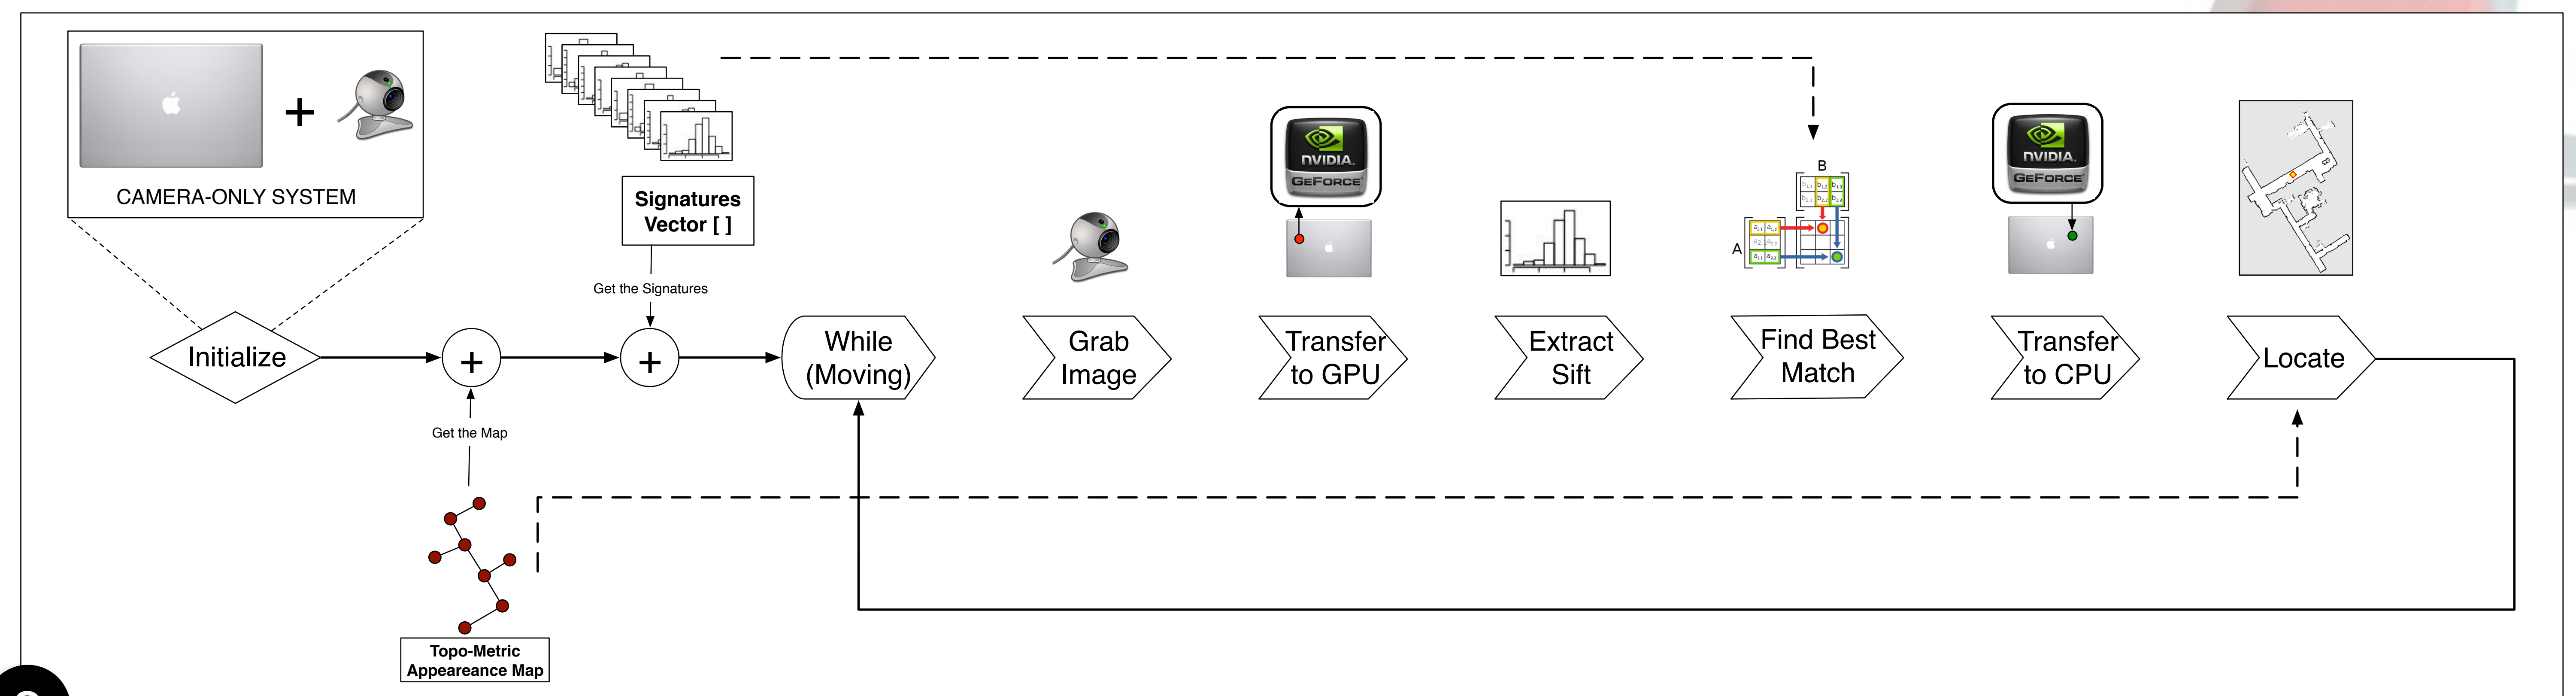 CAMERA-ONLY SYSTEM
+
Signatures
Vector [ ]
Get the Signatures
Initialize
+
+
While
(Moving)
Get the Map
Topo-Metric
Appeareance Map
Grab
Image
NVIDIA.
GEFORCE
Transfer
to GPU
Extract
Sift
B
A
Find Best
Match
NVIDIA.
GEFORCE
Transfer
to CPU
Locate